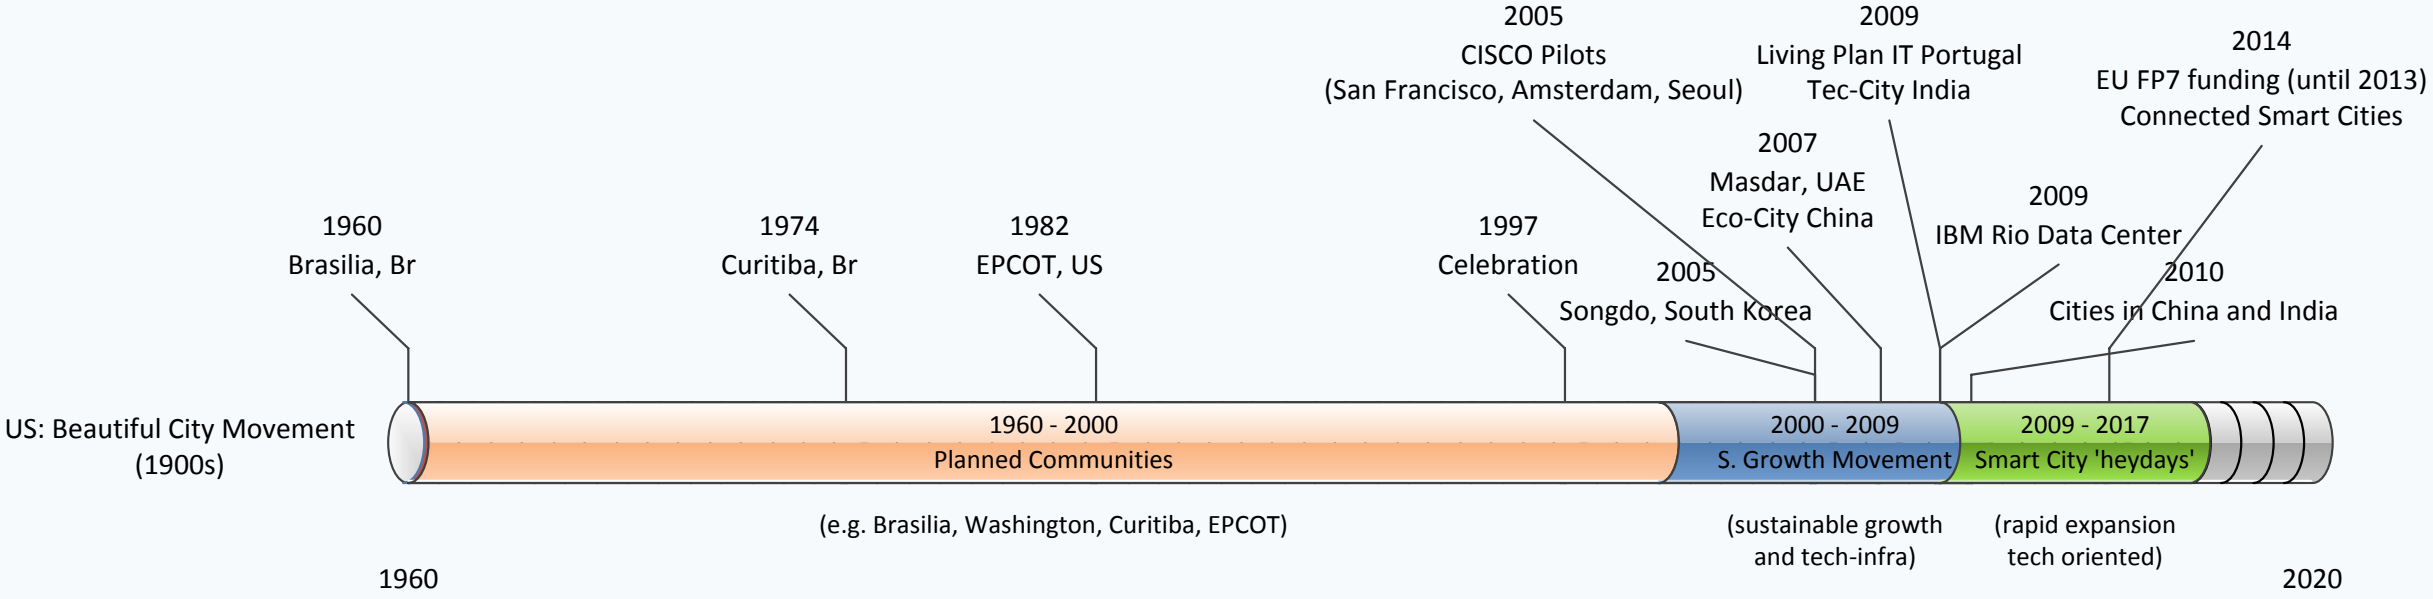 2005
CISCO Pilots
(San Francisco, Amsterdam, Seoul)
2009
Living Plan IT Portugal
Tec-City India
2014
EU FP7 funding (until 2013)
Connected Smart Cities
2007
Masdar, UAE
Eco-City China
2009
IBM Rio Data Center
1960
Brasilia, Br
1974
Curitiba, Br
1982
EPCOT, US
1997
Celebration
2005
Songdo, South Korea
2010
Cities in China and India
US: Beautiful City Movement
(1900s)
1960 - 2000
Planned Communities
2000 - 2009
S. Growth Movement
2009 - 2017
Smart City 'heydays'
(e.g. Brasilia, Washington, Curitiba, EPCOT)
(sustainable growth
and tech-infra)
(rapid expansion
tech oriented)
1960
2020